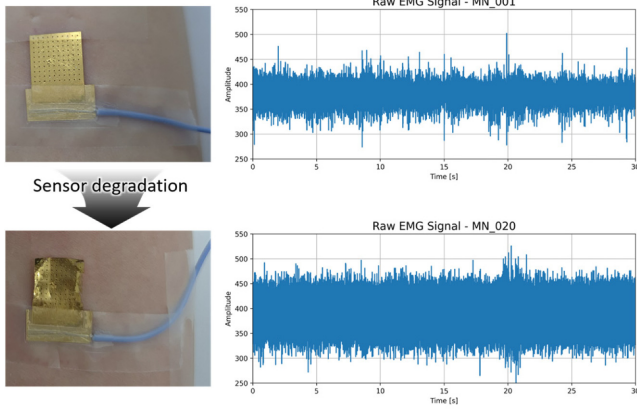 Raw EMG Signal - MN_001
Amplitude
550
500
450
400
350
300
250
0 5 10 15 20 25 30
Time [s]
Sensor degradation
Raw EMG Signal - MN_020
Amplitude
550
500
450
400
350
300
250
0 5 10 15 20 25 30
Time [s]